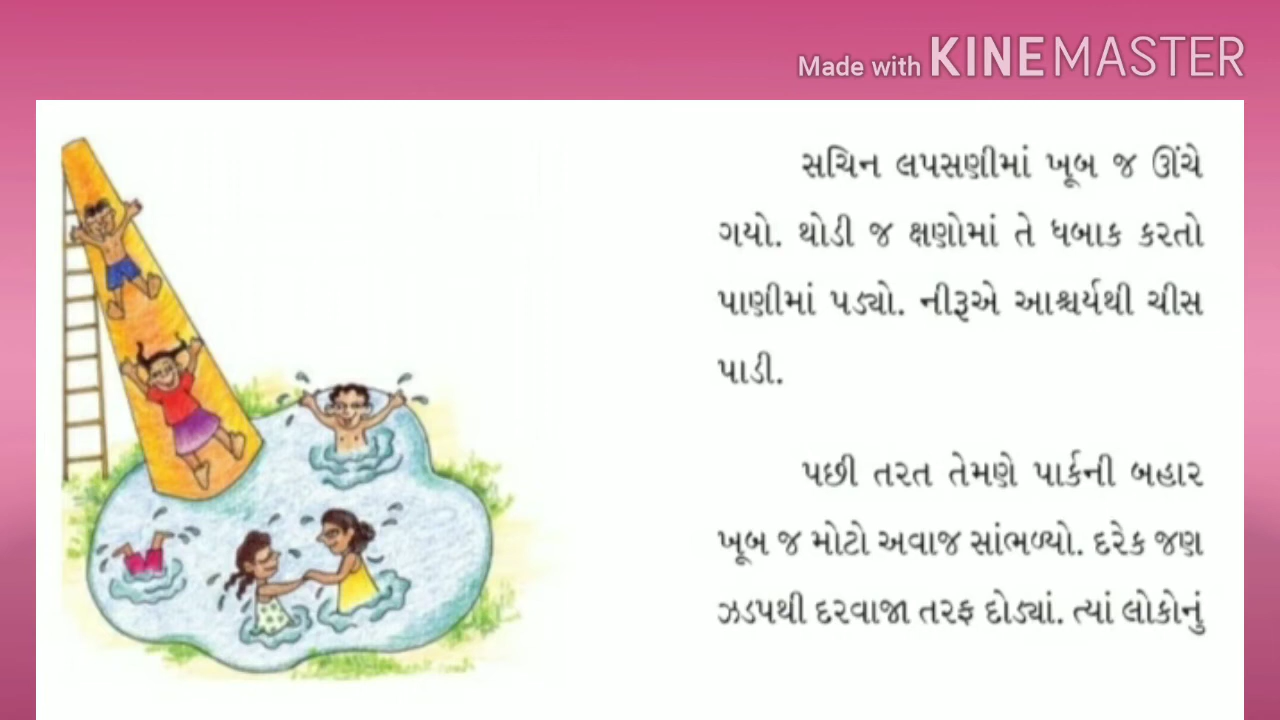 Made with KINEMASTER
સચિન લપસણીમાં ખૂબ જ ઊંચે
ગયો. થોડી જ ક્ષણોમાં તે ધબાક કરતો
પાણીમાં પડ્યો. નીરૂએ આશ્ચર્યથી ચીસ
પાડી.
પછી તરત તેમણે પાર્કની બહાર
ખૂબ જ મોટો અવાજ સાંભળ્યો. દરેક જણ
ઝડપથી દરવાજા તરફ દોડ્યાં. ત્યાં લોકોનું